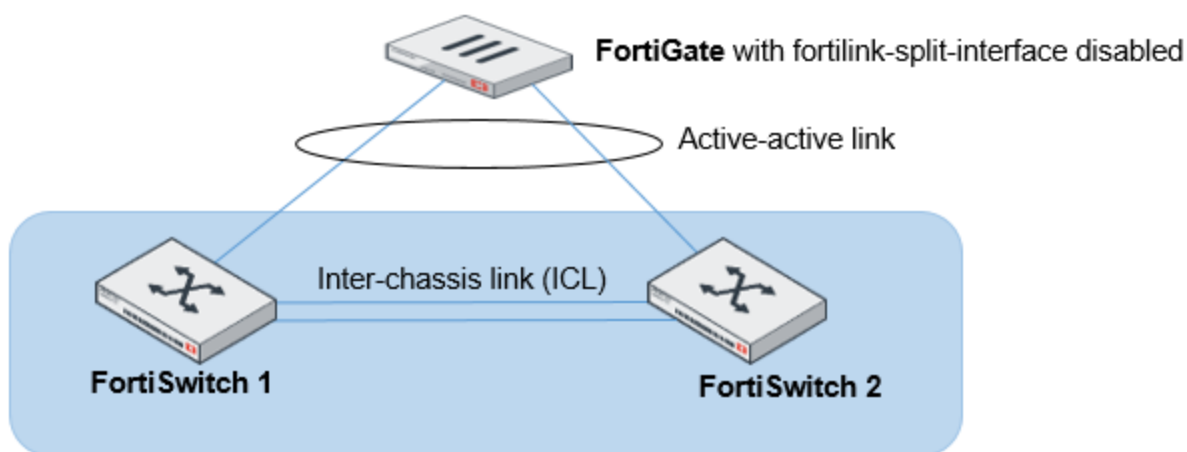 FortiGate with fortilink-split-interface disabled
Active-active link
Inter-chassis link (ICL)
FortiSwitch 1
FortiSwitch 2